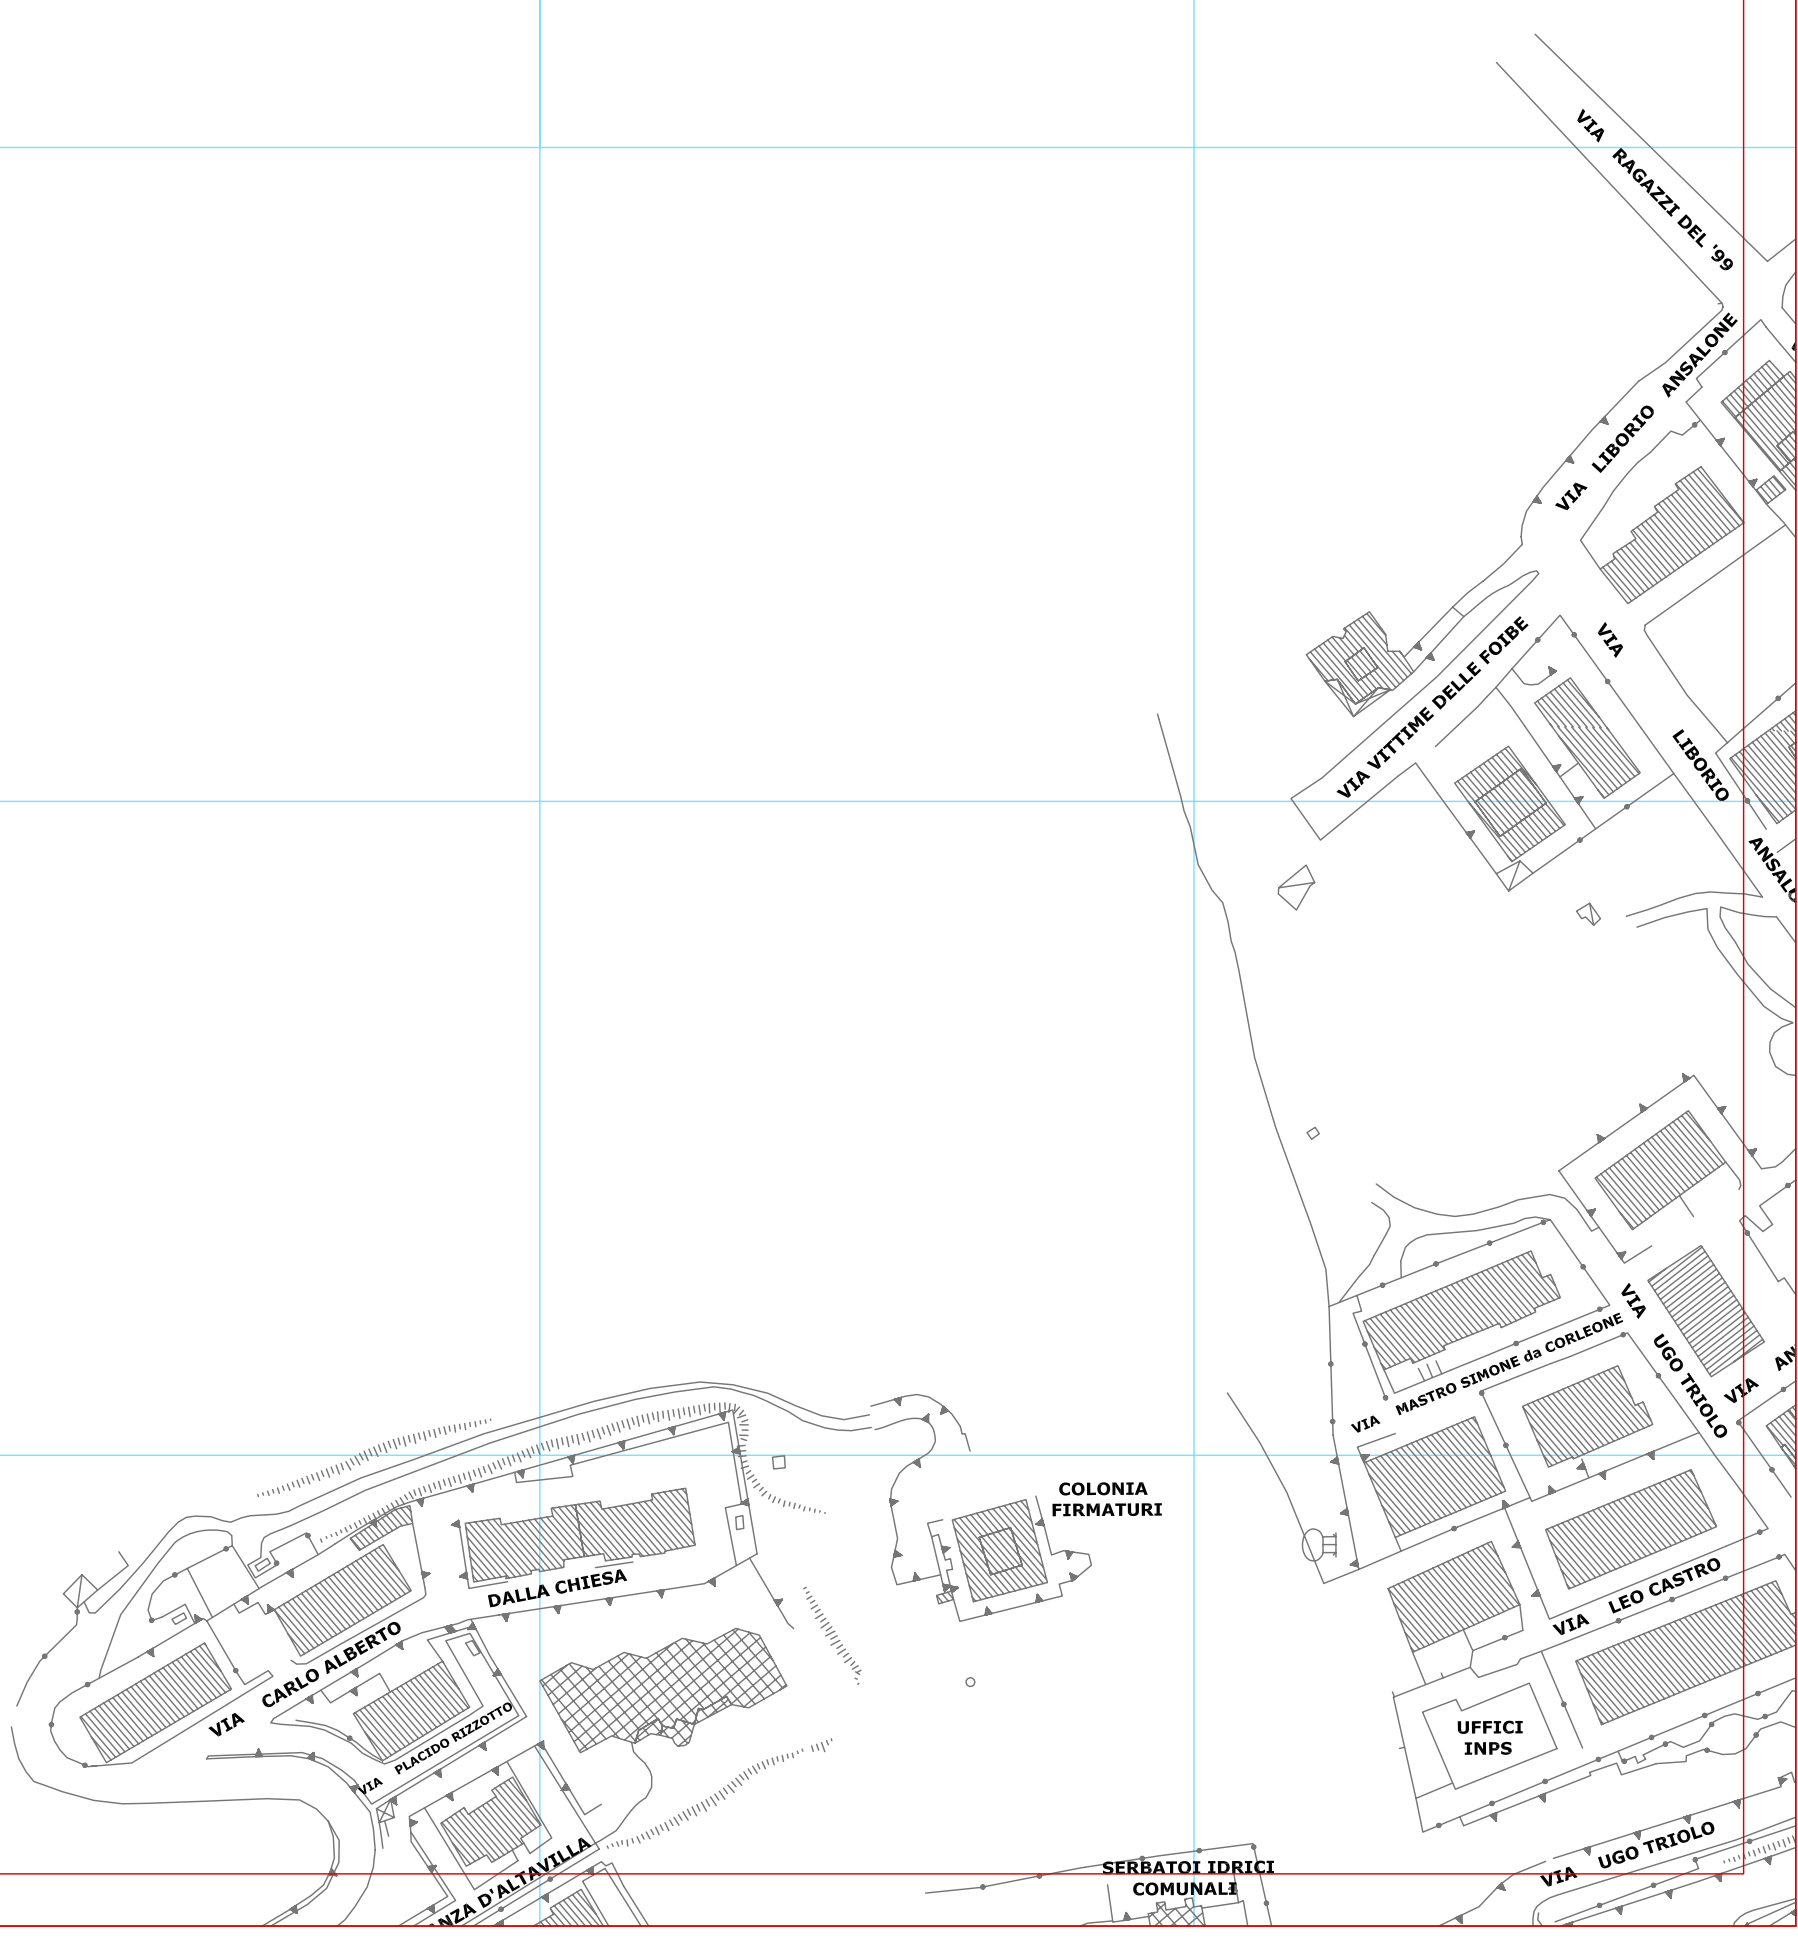 VIA RAGAZZI DEL '99
VIA LIBORIO ANSALONE
VIA VITTIME DELLE FOIBE
VIA LIBORIO ANSALO
VIA UGO TRIOLO
VIA MASTRO SIMONE da CORLEONE
VIA AN
COLONIA
FIRMATURI
VIA CARLO ALBERTO DALLA CHIESA
VIA PLACIDO RIZZOTTO
VIA LEO CASTRO
UFFICI
INPS
VIA UGO TRIOLO
SERBATOI IDRICI
COMUNALI
ANZA D'ALTAVILLA